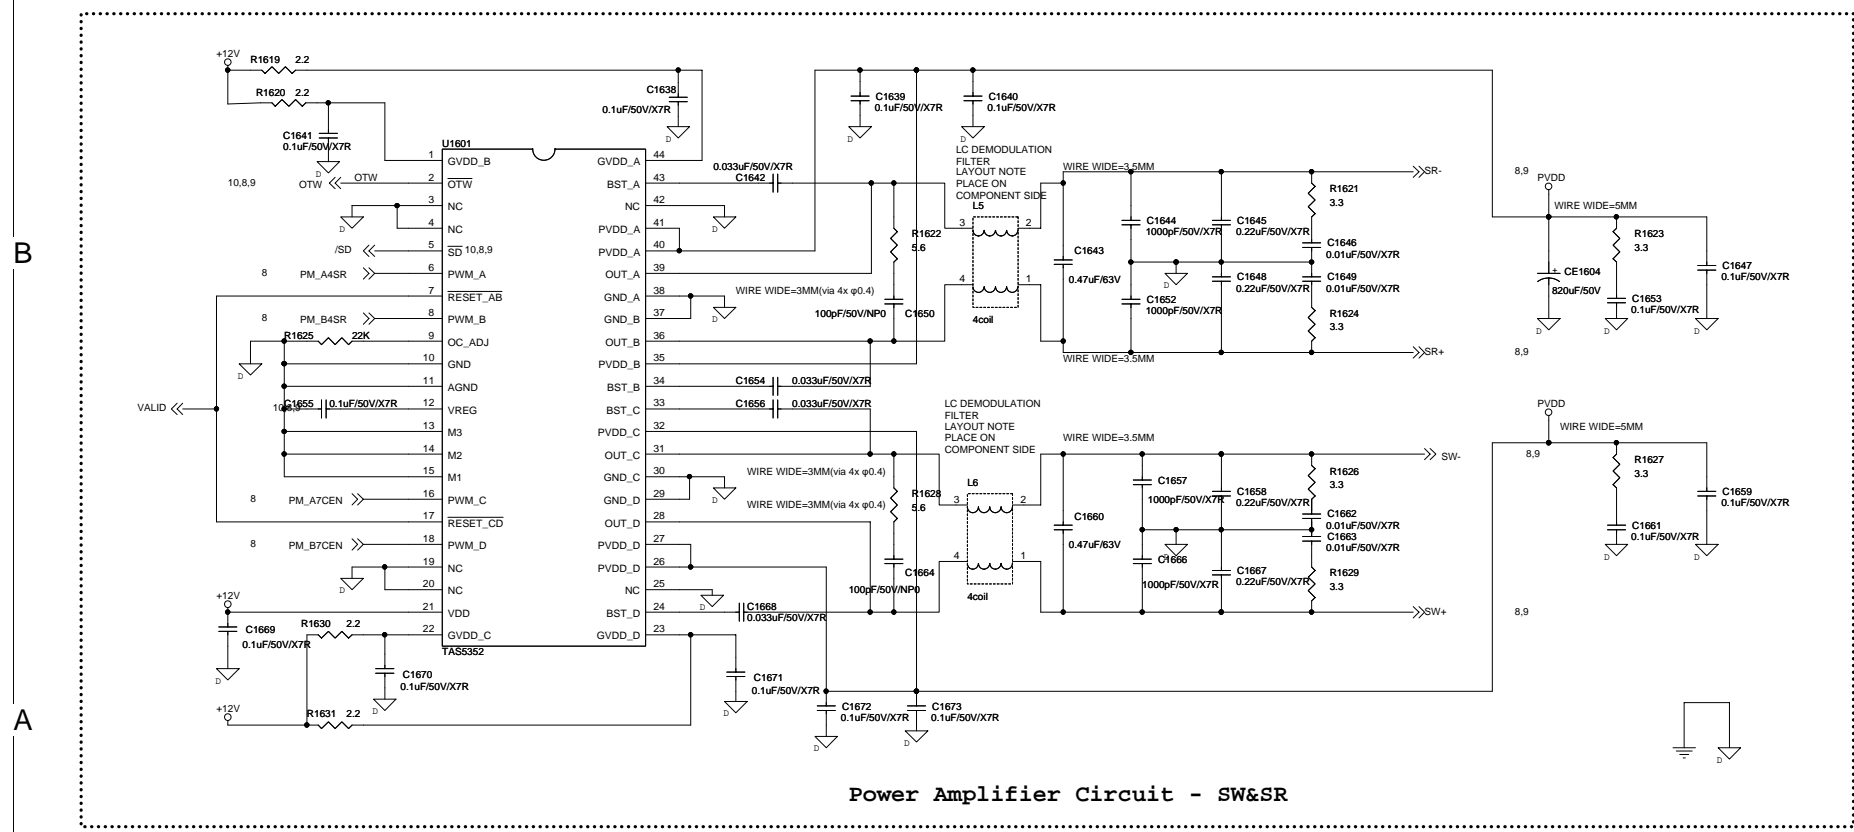 +12V
R1619 2.2
R1620 2.2
C1641
0.1uF/50V/X7R
D
C1638
0.1uF/50V/X7R
D
C1639
0.1uF/50V/X7R
D
C1640
0.1uF/50V/X7R
D
U1601
1 GVDD_B
2 OTW
3 NC
4 NC
5 SD
6 PWM_A
7 RESET_AB
8 PWM_B
9 OC_ADJ
10 GND
11 AGND
12 VREG
13 M3
14 M2
15 M1
16 PWM_C
17 RESET_CD
18 PWM_D
19 NC
20 NC
21 VDD
22 GVDD_C
TAS5352
GVDD_A 44
BST_A 43
NC 42
PVDD_A 41
PVDD_A 40
OUT_A 39
GND_A 38
GND_B 37
OUT_B 36
PVDD_B 35
BST_B 34
BST_C 33
PVDD_C 32
OUT_C 31
GND_C 30
GND_D 29
OUT_D 28
PVDD_D 27
PVDD_D 26
NC 25
BST_D 24
GVDD_D 23
10,8,9 OTW OTW
D
/SD 10,8,9
8 PM_A4SR
8 PM_B4SR
R1625 22K
D
VALID 10,8,9
C1655 0.1uF/50V/X7R
8 PM_A7CEN
8 PM_B7CEN
D
+12V
C1669
0.1uF/50V/X7R
D
R1630 2.2
C1670
0.1uF/50V/X7R
D
+12V
R1631 2.2
0.033uF/50V/X7R
C1642
D
D
WIRE WIDE=3MM(via 4x φ0.4)
R1622
5.6
100pF/50V/NP0
C1650
C1654 0.033uF/50V/X7R
C1656 0.033uF/50V/X7R
WIRE WIDE=3MM(via 4x φ0.4)
D
WIRE WIDE=3MM(via 4x φ0.4)
R1628
5.6
C1664
100pF/50V/NP0
D
C1668
0.033uF/50V/X7R
C1671
0.1uF/50V/X7R
D
C1672
0.1uF/50V/X7R
D
C1673
0.1uF/50V/X7R
D
LC DEMODULATION
FILTER
LAYOUT NOTE
PLACE ON
COMPONENT SIDE
L5
3 2
4 1
4coil
WIRE WIDE=3.5MM
C1643
0.47uF/63V
C1644
1000pF/50V/X7R
C1645
0.22uF/50V/X7R
R1621
3.3
C1646
0.01uF/50V/X7R
D
C1652
1000pF/50V/X7R
C1648
0.22uF/50V/X7R
C1649
0.01uF/50V/X7R
R1624
3.3
WIRE WIDE=3.5MM
SR- 8,9
SR+ 8,9
LC DEMODULATION
FILTER
LAYOUT NOTE
PLACE ON
COMPONENT SIDE
L6
3 2
4 1
4coil
WIRE WIDE=3.5MM
C1660
0.47uF/63V
C1657
1000pF/50V/X7R
C1658
0.22uF/50V/X7R
R1626
3.3
C1662
0.01uF/50V/X7R
D
C1663
0.01uF/50V/X7R
C1666
1000pF/50V/X7R
C1667
0.22uF/50V/X7R
R1629
3.3
SW- 8,9
SW+ 8,9
PVDD
WIRE WIDE=5MM
+ CE1604
820uF/50V
D
R1623
3.3
C1653
0.1uF/50V/X7R
D
C1647
0.1uF/50V/X7R
D
PVDD
WIRE WIDE=5MM
R1627
3.3
C1661
0.1uF/50V/X7R
D
C1659
0.1uF/50V/X7R
D
D
B
A
Power Amplifier Circuit - SW&SR